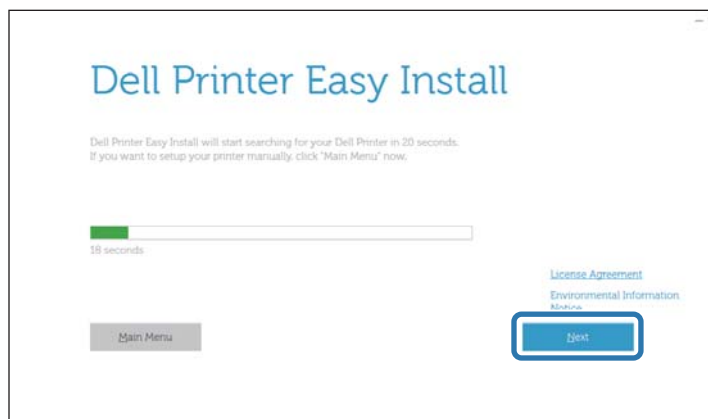 Dell Printer Easy Install
Dell Printer Easy Install will start searching for your Dell Printer in 20 seconds.
If you want to setup your printer manually, click "Main Menu" now.
18 seconds
License Agreement
Environmental Information
Notice
Main Menu
Next